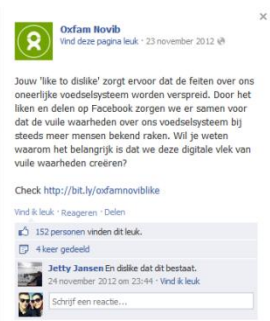 Oxfam Novib
Vind deze pagina leuk · 23 november 2012
Jouw 'like to dislike' zorgt ervoor dat de feiten over ons
oneerlijke voedselsysteem worden verspreid. Door het
liken en delen op Facebook zorgen we er samen voor
dat de vuile waarheden over ons voedselsysteem bij
steeds meer mensen bekend raken. Wil je weten
waarom het belangrijk is dat we deze digitale vlek van
vuile waarheden creëren?
Check http://bit.ly/oxfamnoviblike
Vind ik leuk · Reageren · Delen
152 personen vinden dit leuk.
4 keer gedeeld
Jetty Jansen En dislike dat dit bestaat.
24 november 2012 om 23:44 · Vind ik leuk
Schrijf een reactie...